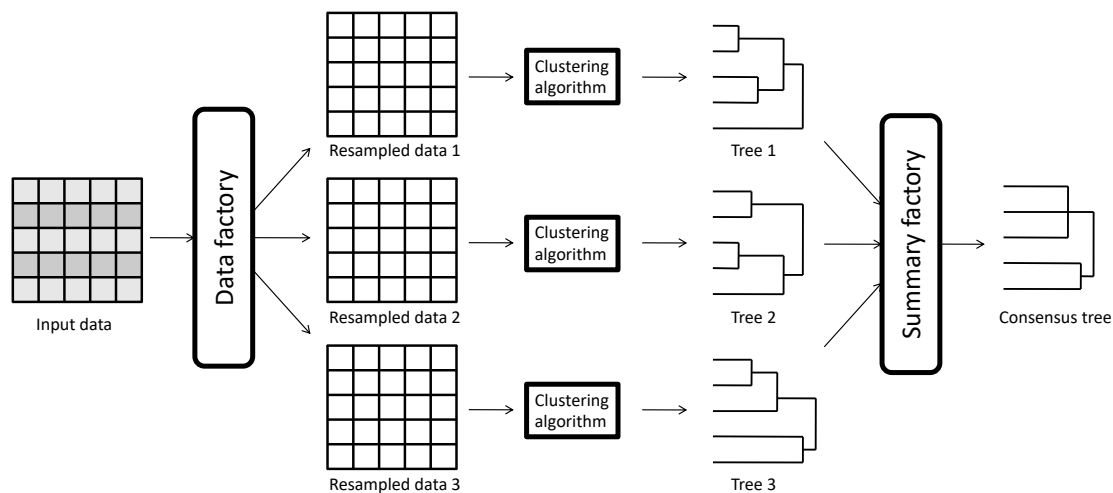 Input data
Data factory
Resampled data 1
Clustering
algorithm
Tree 1
Resampled data 2
Clustering
algorithm
Tree 2
Resampled data 3
Clustering
algorithm
Tree 3
Summary factory
Consensus tree